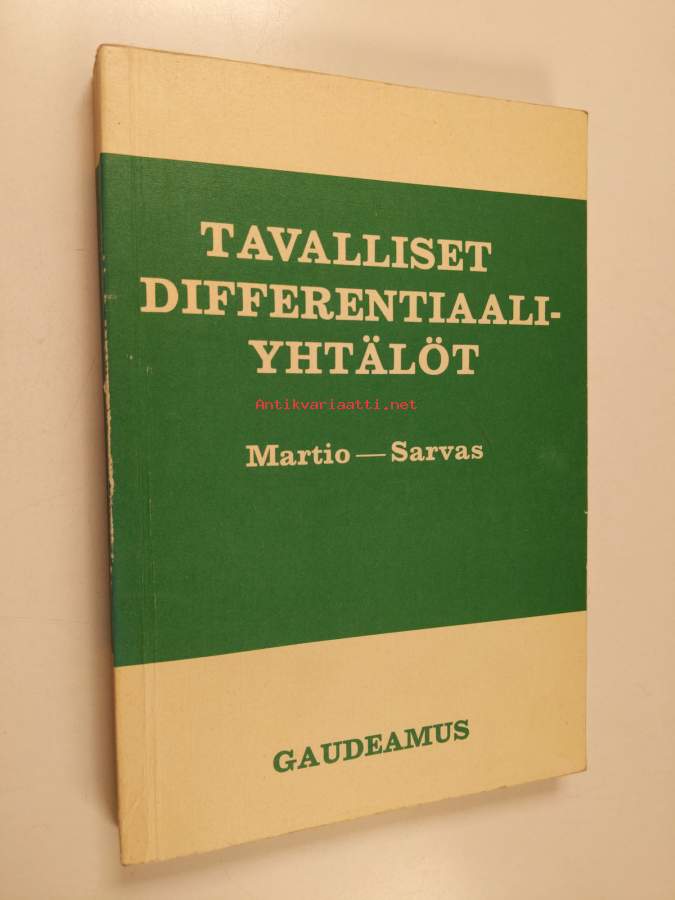 TAVALLISET
DIFFERENTIAALI-
YHTÄLÖT
Antikvariaatti.net
Martio — Sarvas
GAUDEAMUS